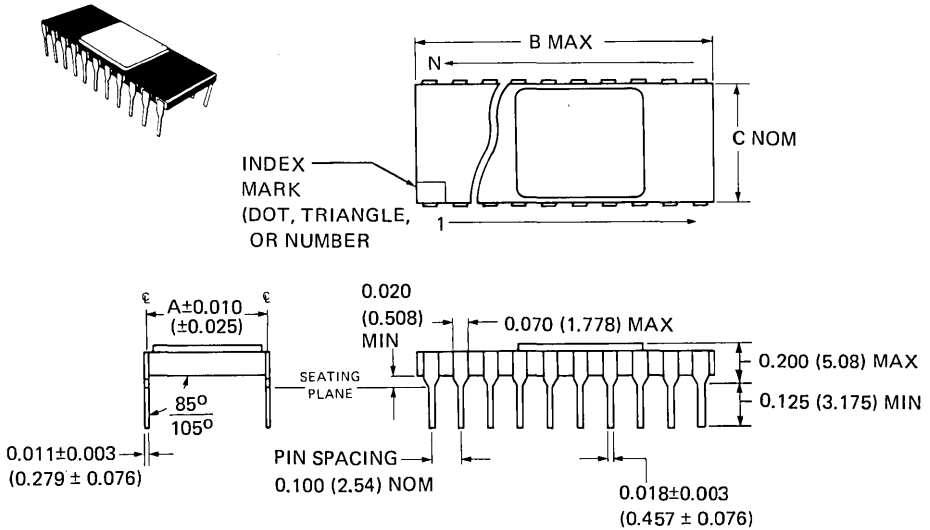 B MAX
N
C NOM
INDEX
MARK
(DOT, TRIANGLE,
OR NUMBER
1
℄ ℄
A±0.010
(±0.025)
0.020
(0.508)
MIN
0.070 (1.778) MAX
0.200 (5.08) MAX
SEATING
PLANE
0.125 (3.175) MIN
85°
105°
0.011±0.003
(0.279 ± 0.076)
PIN SPACING
0.100 (2.54) NOM
0.018±0.003
(0.457 ± 0.076)